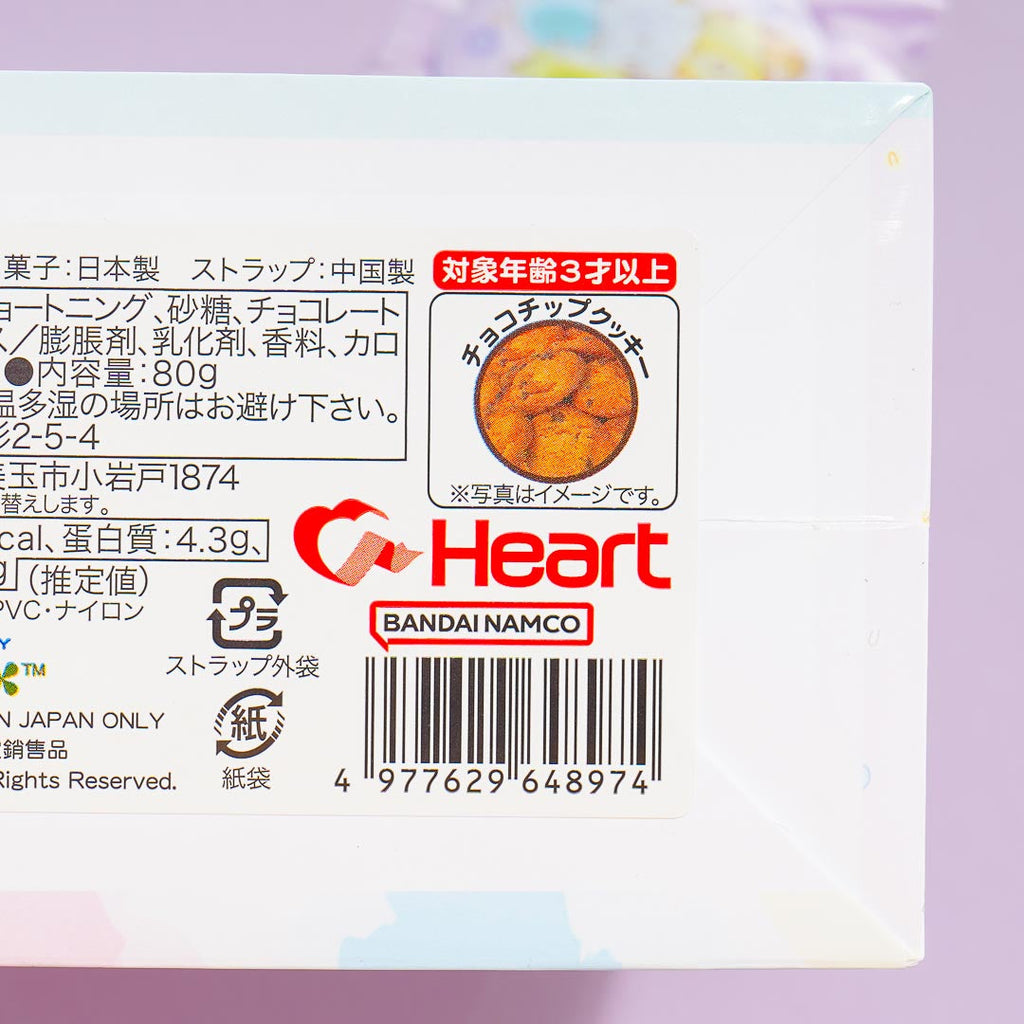 菓子：日本製　ストラップ：中国製
ョートニング、砂糖、チョコレート
／膨脹剤、乳化剤、香料、カロ
●内容量：80g
温多湿の場所はお避け下さい。
2-5-4
玉市小岩戸1874
替えします。
cal、蛋白質：4.3g、
g」(推定値)
PVC・ナイロン
Y
TM
N JAPAN ONLY
銷售品
Rights Reserved.
プラ
ストラップ外袋
紙
紙袋
対象年齢3才以上
チョコチップクッキー
※写真はイメージです。
Heart
BANDAI NAMCO
4 977629 648974